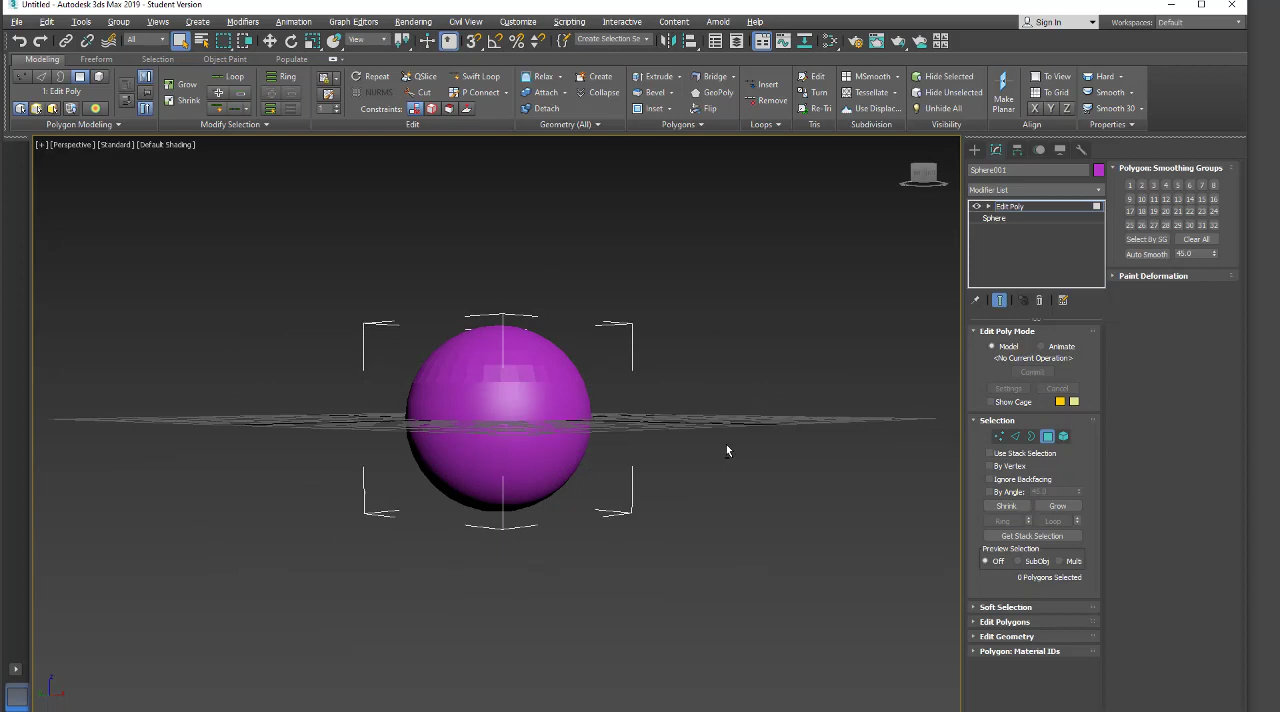 Untitled - Autodesk 3ds Max 2019 - Student Version
File Edit Tools Group Views Create Modifiers Animation Graph Editors Rendering Civil View Customize Scripting Interactive Content Arnold Help Sign In Workspaces: Default
All View Create Selection Se
Modeling Freeform Selection Object Paint Populate
Grow Loop Ring Repeat QSlice Swift Loop Relax Create Extrude Bridge Insert Edit MSmooth Hide Selected To View Hard
1: Edit Poly Shrink NURMS Cut P Connect Attach Collapse Bevel GeoPoly Remove Turn Tessellate Hide Unselected Make Planar To Grid Smooth
Constraints: Detach Inset Flip Re-Tri Use Displac... Unhide All X Y Z Smooth 30
Polygon Modeling Modify Selection Edit Geometry (All) Polygons Loops Tris Subdivision Visibility Align Properties
[+] [Perspective] [Standard] [Default Shading]
Sphere001
Modifier List
Edit Poly
Sphere
Polygon: Smoothing Groups
1 2 3 4 5 6 7 8
9 10 11 12 13 14 15 16
17 18 19 20 21 22 23 24
25 26 27 28 29 30 31 32
Select By SG Clear All
Auto Smooth 45.0
Paint Deformation
Edit Poly Mode
Model Animate
<No Current Operation>
Commit
Settings Cancel
Show Cage
Selection
Use Stack Selection
By Vertex
Ignore Backfacing
By Angle: 45.0
Shrink Grow
Ring Loop
Get Stack Selection
Preview Selection
Off SubObj Multi
0 Polygons Selected
Soft Selection
Edit Polygons
Edit Geometry
Polygon: Material IDs
z